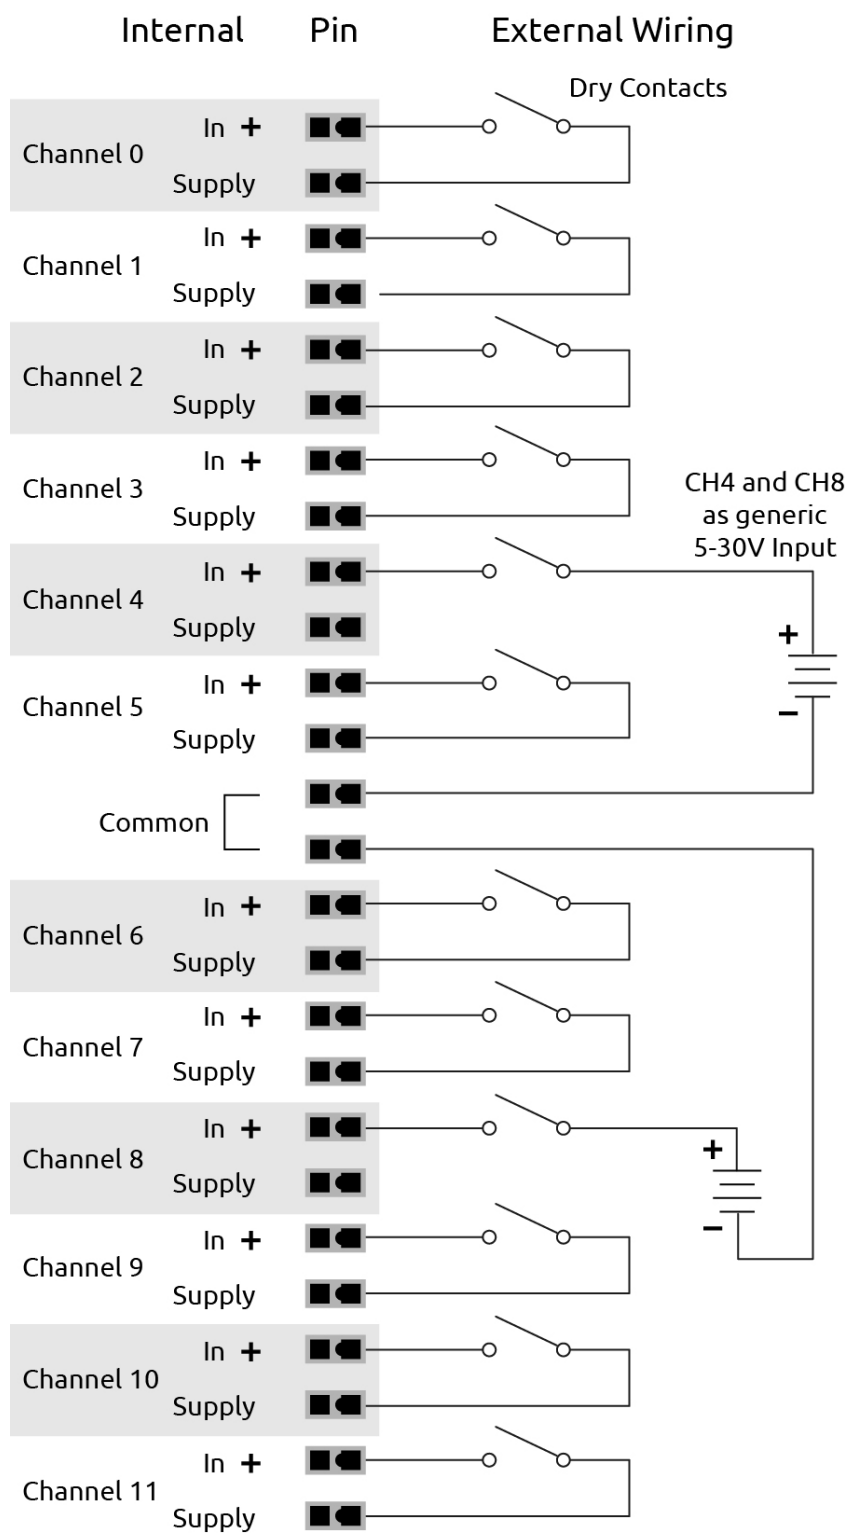 Internal Pin External Wiring
Dry Contacts
In +
Channel 0
Supply
In +
Channel 1
Supply
In +
Channel 2
Supply
In +
Channel 3
Supply
CH4 and CH8
as generic
5-30V Input
In +
Channel 4
Supply
+
In +
Channel 5
−
Supply
Common
In +
Channel 6
Supply
In +
Channel 7
Supply
In +
+
Channel 8
Supply
−
In +
Channel 9
Supply
In +
Channel 10
Supply
In +
Channel 11
Supply